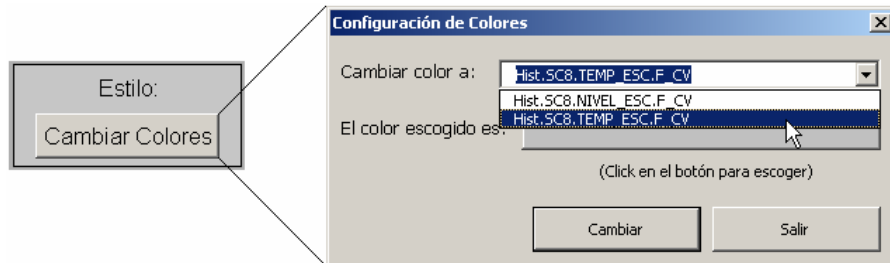 Estilo:
Cambiar Colores
Configuración de Colores
Cambiar color a:
Hist.SC8.TEMP_ESC.F_CV
Hist.SC8.NIVEL_ESC.F_CV
Hist.SC8.TEMP_ESC.F_CV
El color escogido es:
(Click en el botón para escoger)
Cambiar
Salir